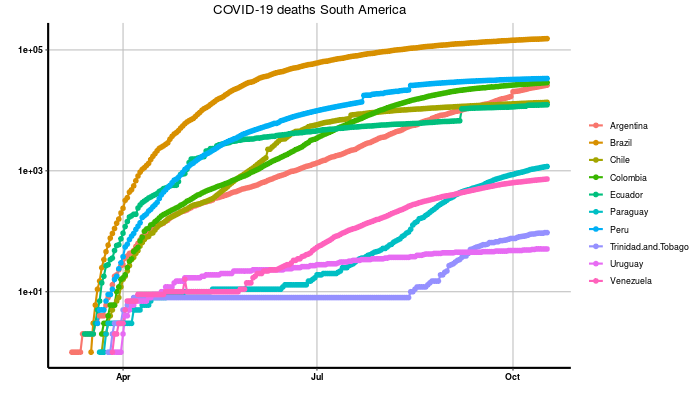 COVID-19 deaths South America
1e+05
1e+03
1e+01
Apr
Jul
Oct
Argentina
Brazil
Chile
Colombia
Ecuador
Paraguay
Peru
Trinidad.and.Tobago
Uruguay
Venezuela